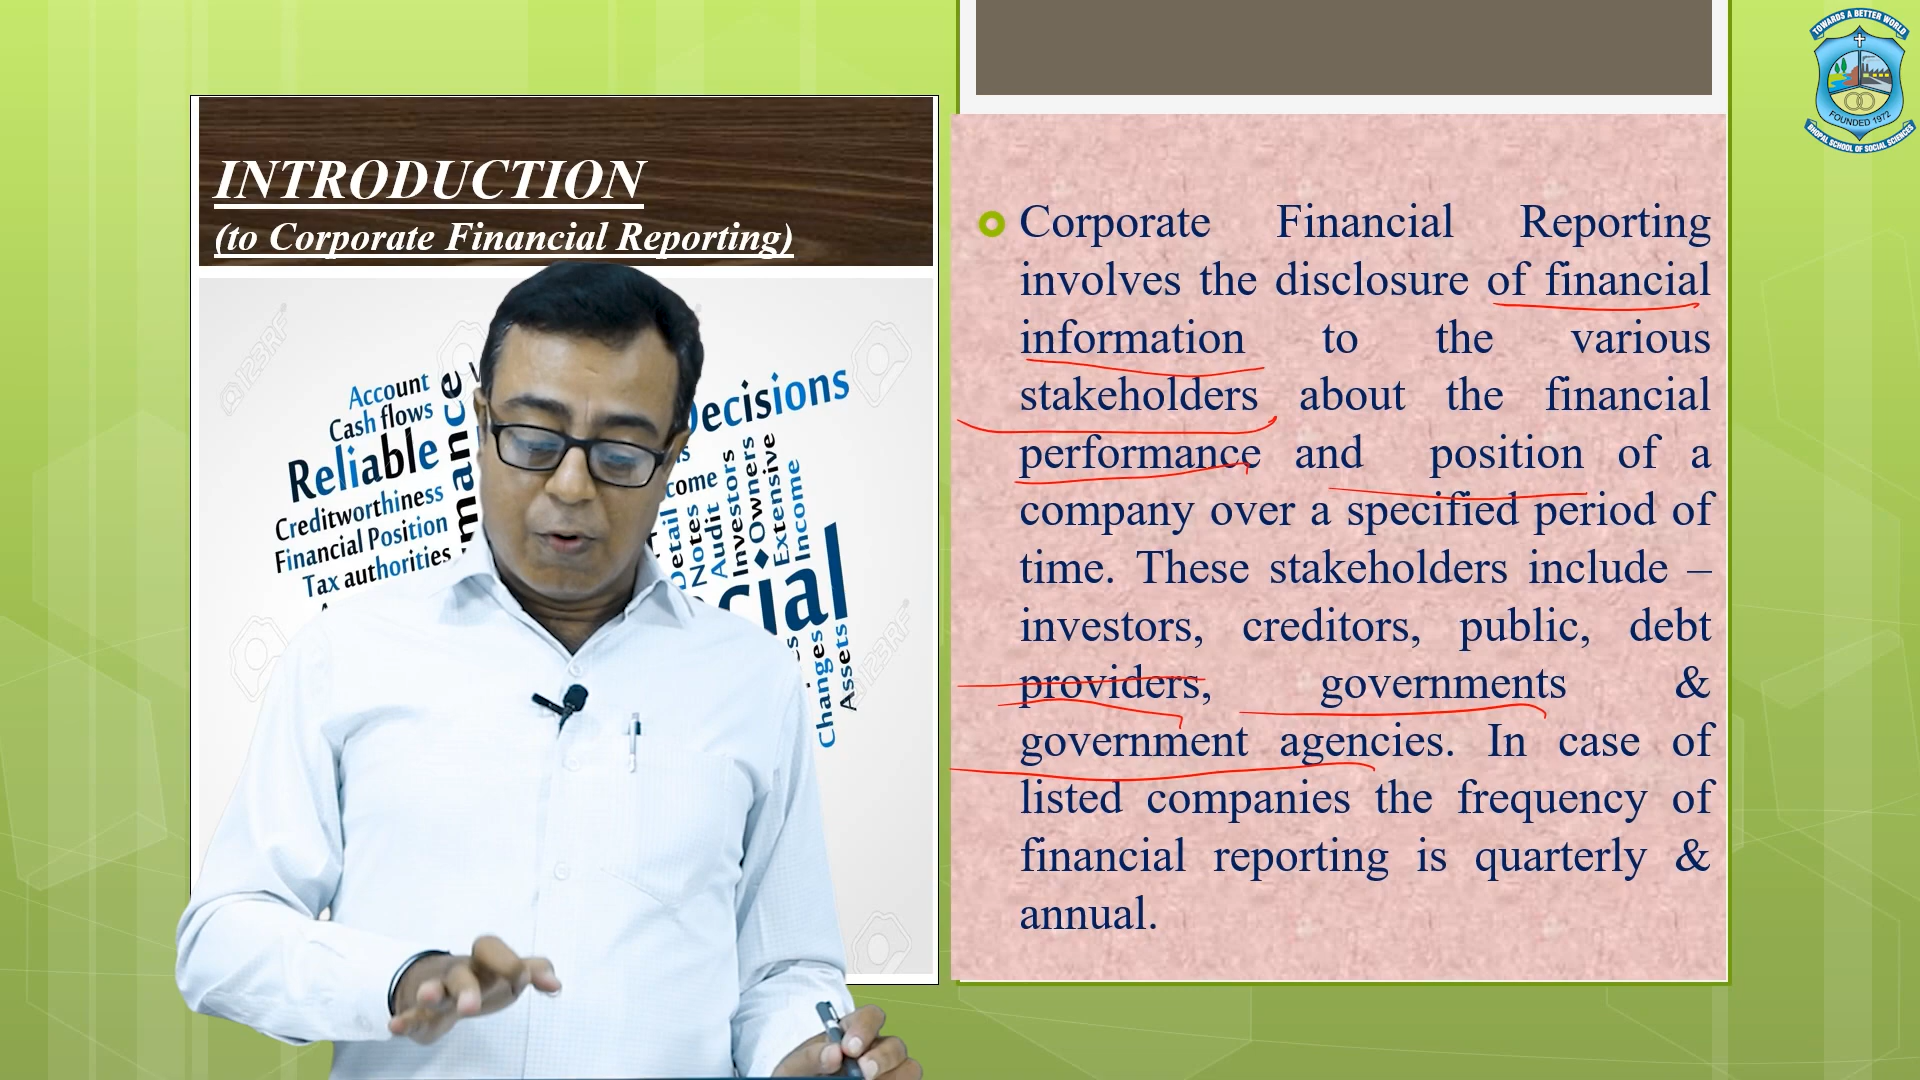 INTRODUCTION
(to Corporate Financial Reporting)
Account
Cash flows
Reliable
Creditworthiness
Financial Position
Tax authorities
Detail
Notes
Audit
Investors
Owners
Extensive
Income
Changes
Assets
123RF
123RF
Corporate Financial Reporting
involves the disclosure of financial
information to the various
stakeholders about the financial
performance and position of a
company over a specified period of
time. These stakeholders include –
investors, creditors, public, debt
providers, governments &
government agencies. In case of
listed companies the frequency of
financial reporting is quarterly &
annual.
TOWARDS A BETTER WORLD
FOUNDED 1972
BHOPAL SCHOOL OF SOCIAL SCIENCES